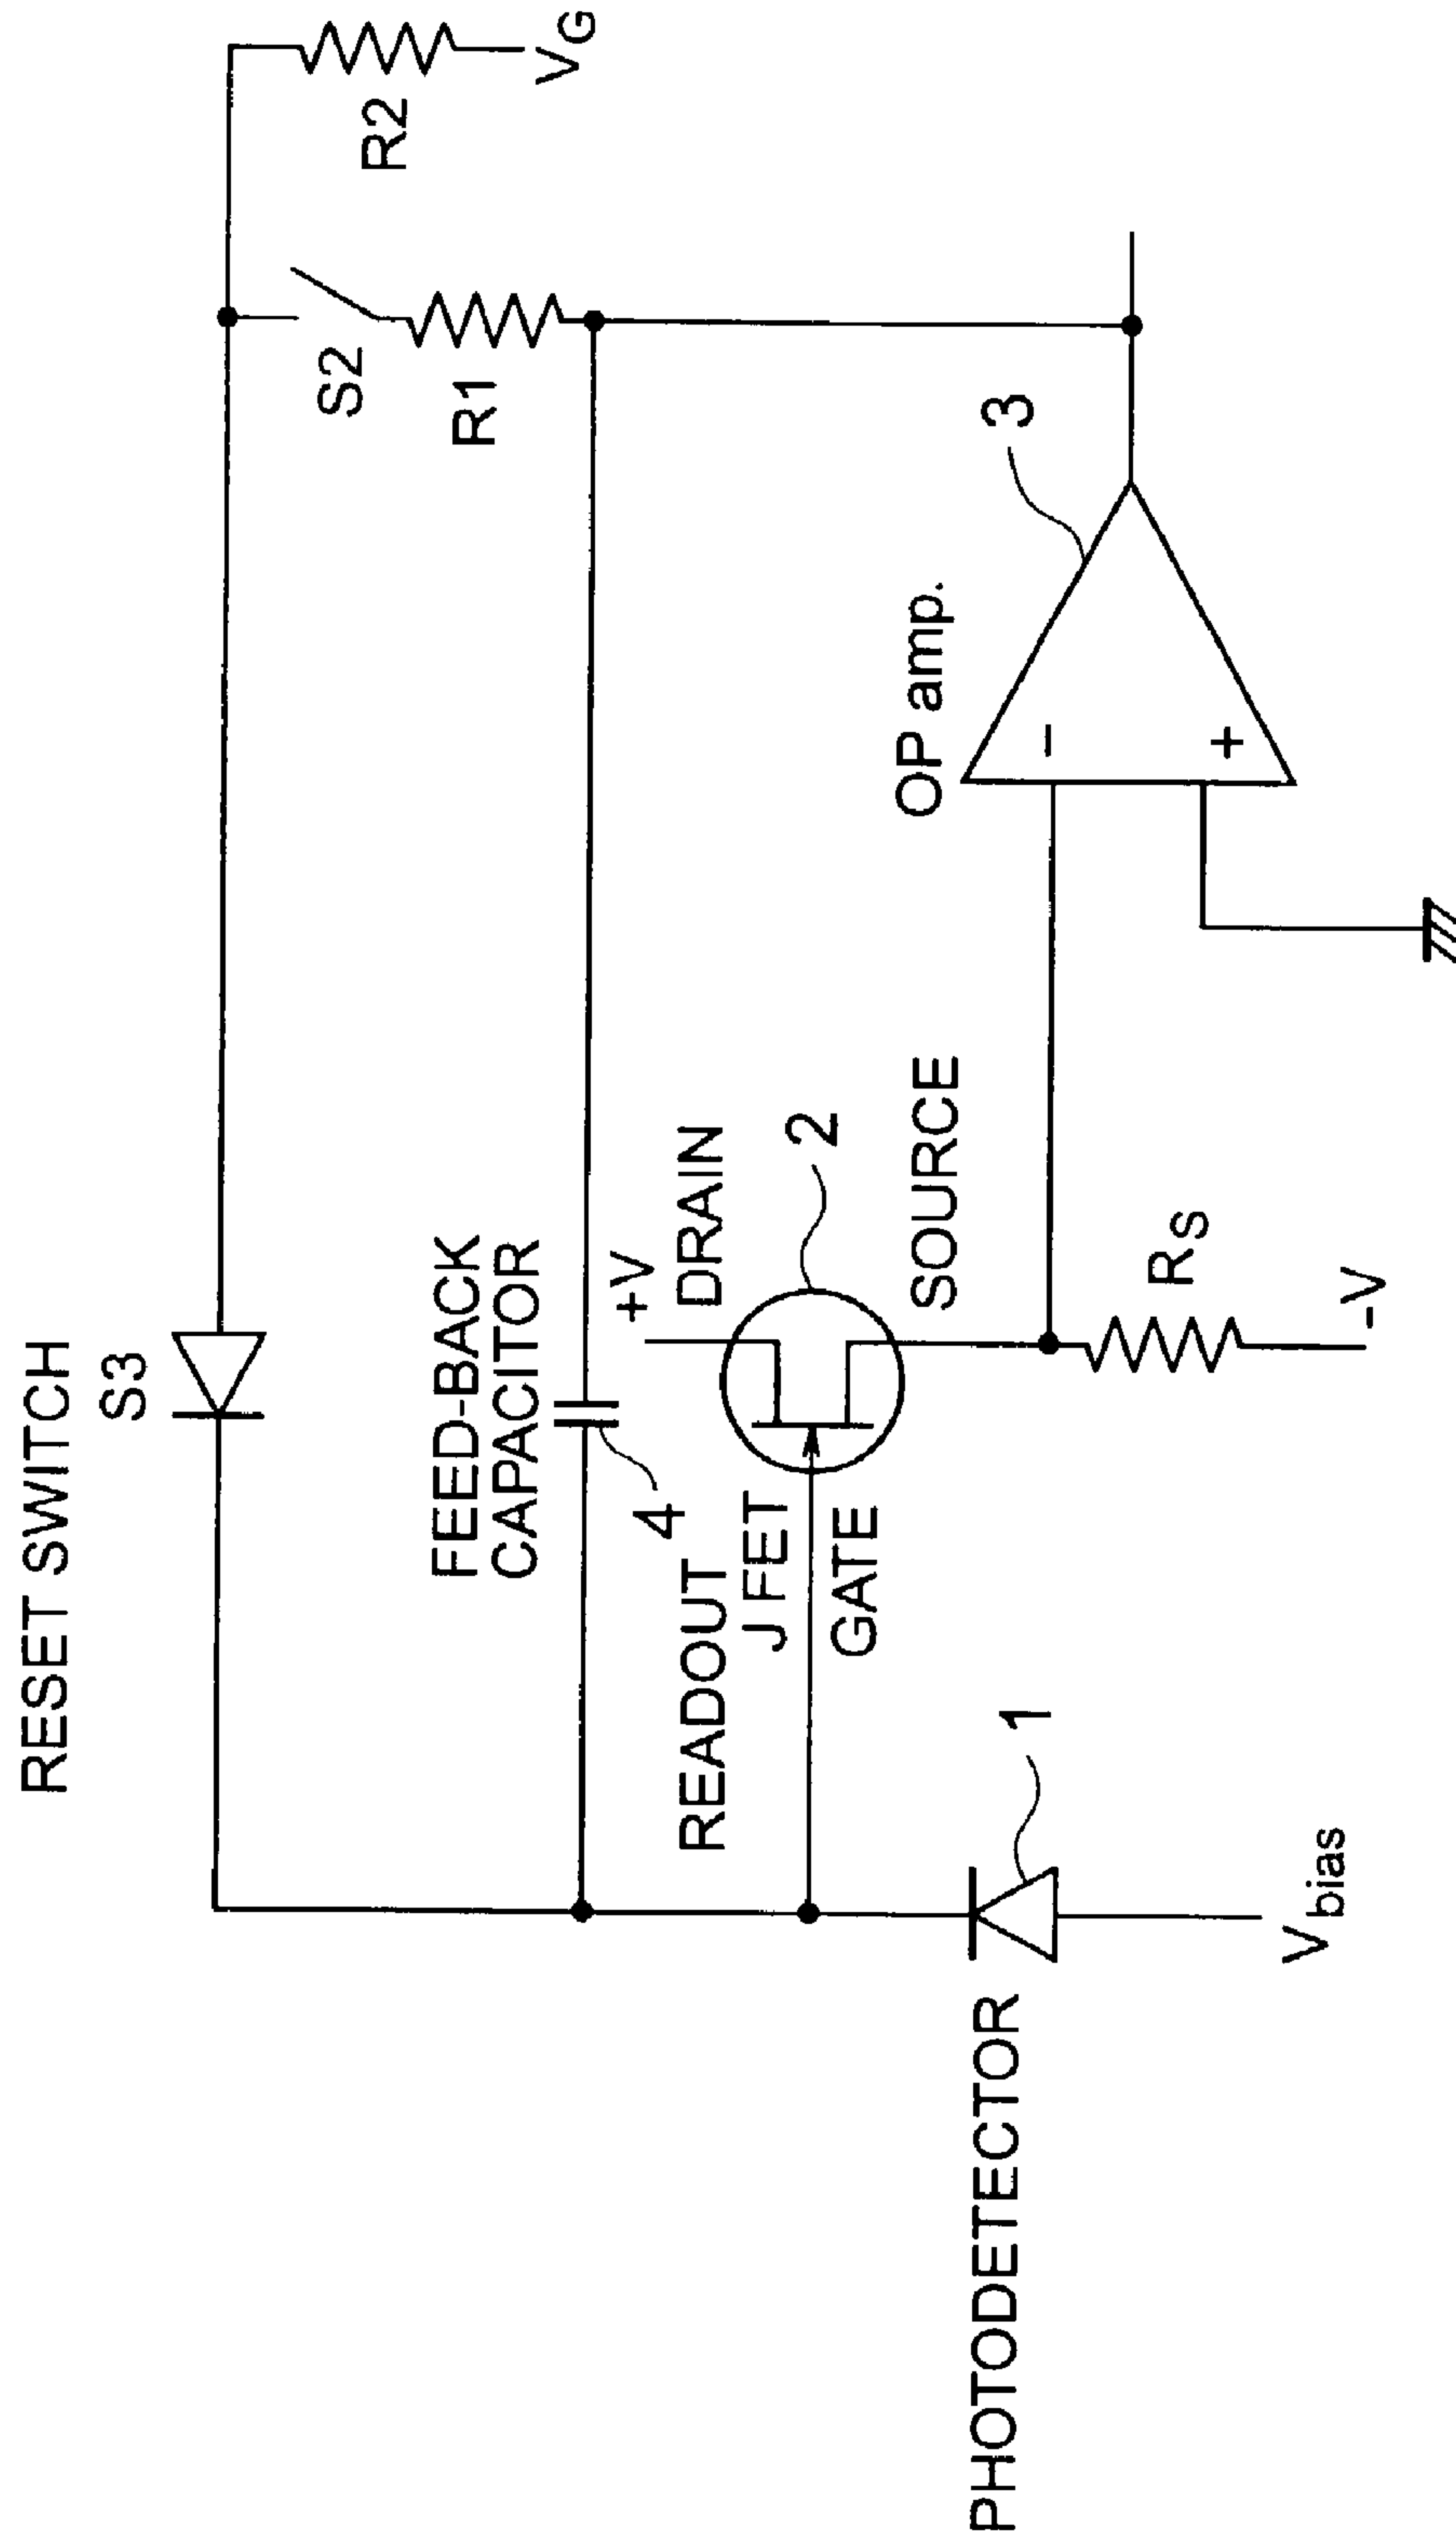 RESET SWITCH
S3
FEED-BACK
CAPACITOR
4
S2
R1
R2
VG
READOUT
J FET
GATE
+V
DRAIN
2
SOURCE
RS
-V
OP amp.
3
-
+
PHOTODETECTOR
1
Vbias